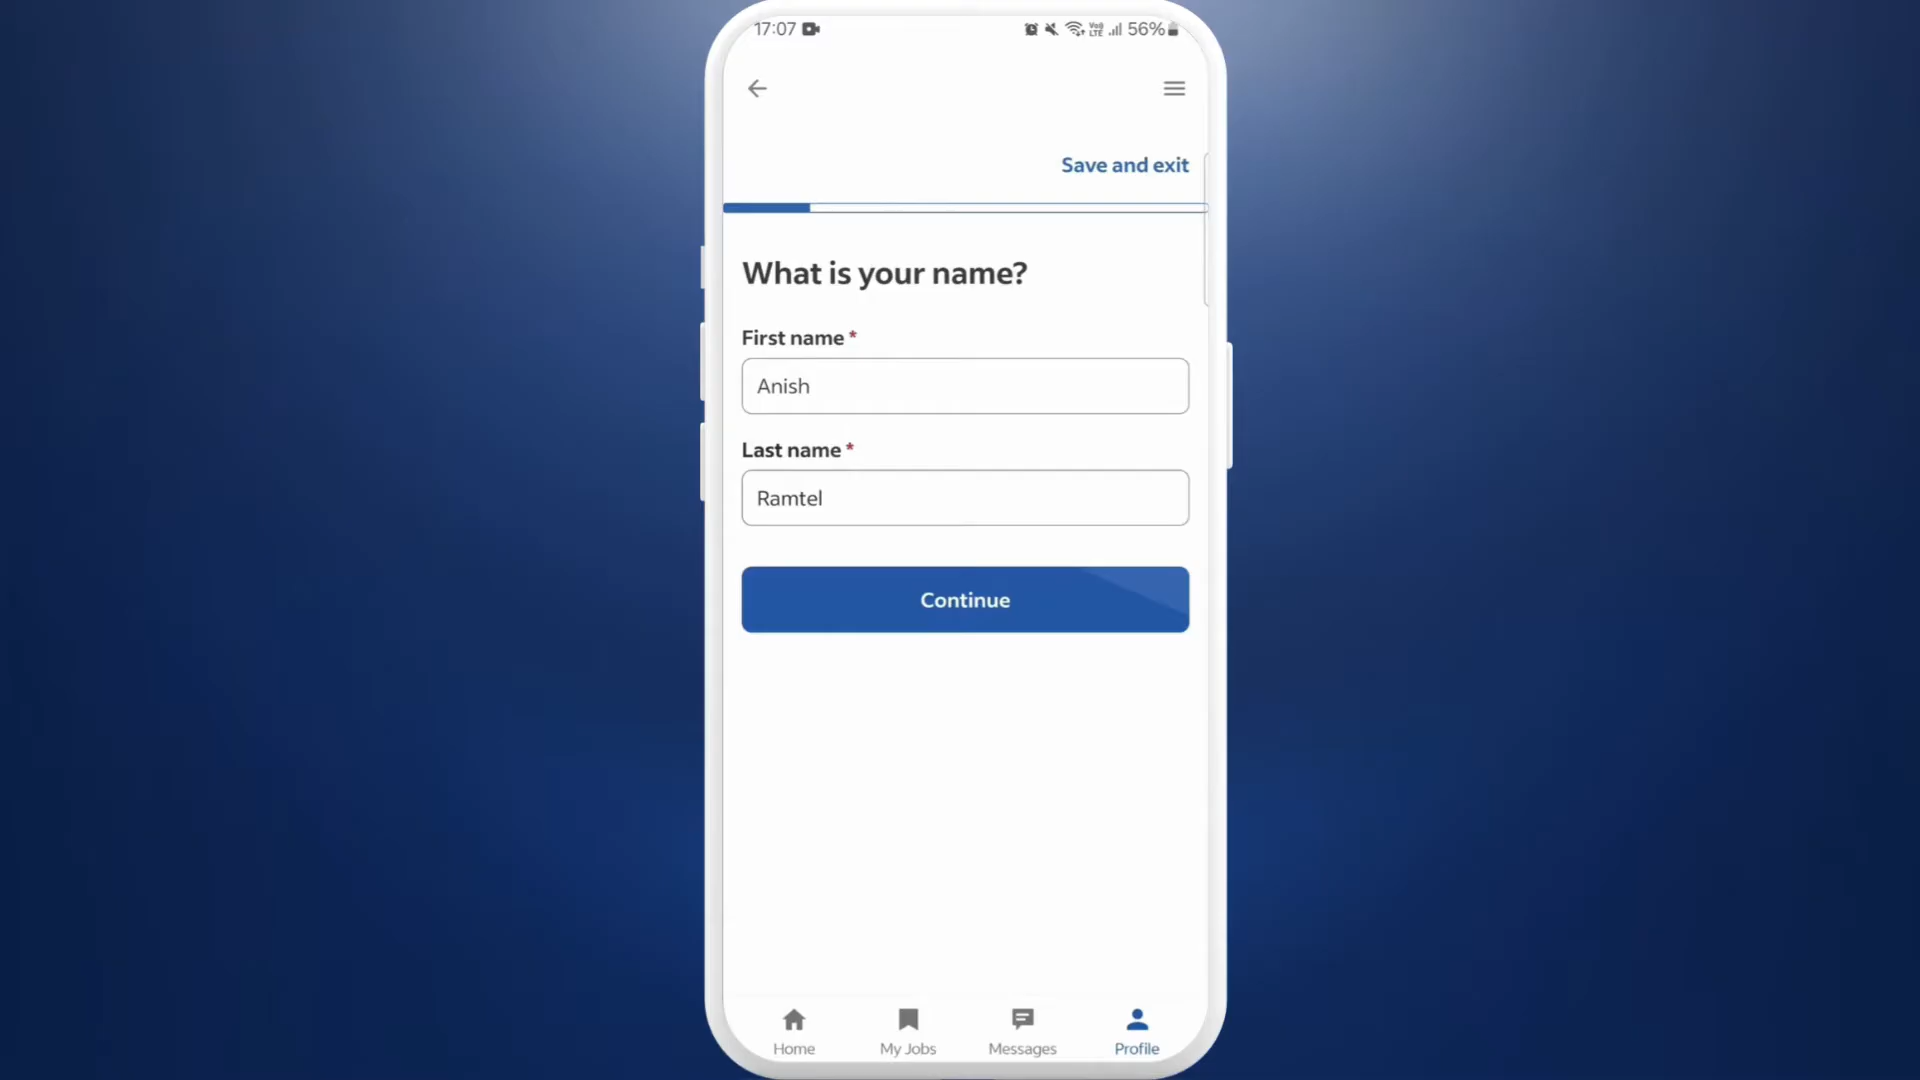 17:07 56%
Save and exit
What is your name?
First name *
Anish
Last name *
Ramtel
Continue
Home My Jobs Messages Profile